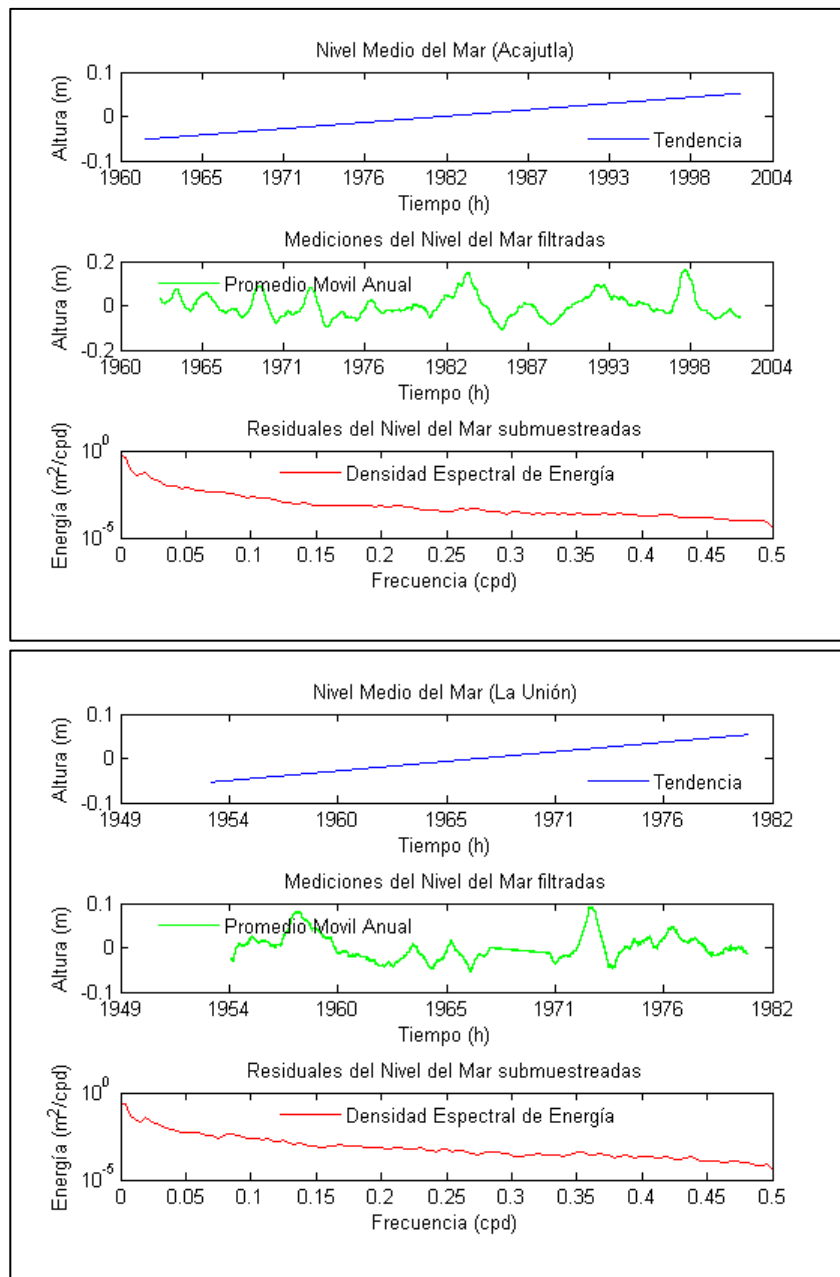 Nivel Medio del Mar (Acajutla)
Altura (m)
0.1
0
-0.1
Tendencia
1960 1965 1971 1976 1982 1987 1993 1998 2004
Tiempo (h)
Mediciones del Nivel del Mar filtradas
Altura (m)
0.2
0
-0.2
Promedio Movil Anual
1960 1965 1971 1976 1982 1987 1993 1998 2004
Tiempo (h)
Residuales del Nivel del Mar submuestreadas
Energía (m²/cpd)
10⁰
10⁻⁵
Densidad Espectral de Energía
0 0.05 0.1 0.15 0.2 0.25 0.3 0.35 0.4 0.45 0.5
Frecuencia (cpd)
Nivel Medio del Mar (La Unión)
Altura (m)
0.1
0
-0.1
Tendencia
1949 1954 1960 1965 1971 1976 1982
Tiempo (h)
Mediciones del Nivel del Mar filtradas
Altura (m)
0.1
0
-0.1
Promedio Movil Anual
1949 1954 1960 1965 1971 1976 1982
Tiempo (h)
Residuales del Nivel del Mar submuestreadas
Energía (m²/cpd)
10⁰
10⁻⁵
Densidad Espectral de Energía
0 0.05 0.1 0.15 0.2 0.25 0.3 0.35 0.4 0.45 0.5
Frecuencia (cpd)